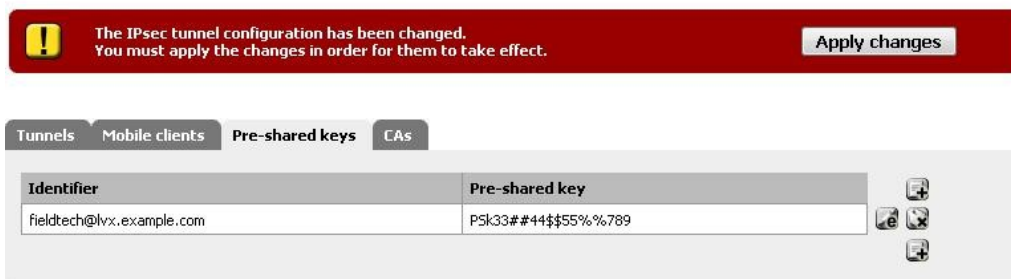 The IPsec tunnel configuration has been changed.
You must apply the changes in order for them to take effect.
Apply changes
Tunnels Mobile clients Pre-shared keys CAs
Identifier Pre-shared key
fieldtech@lvx.example.com PSk33##44$$55%%789